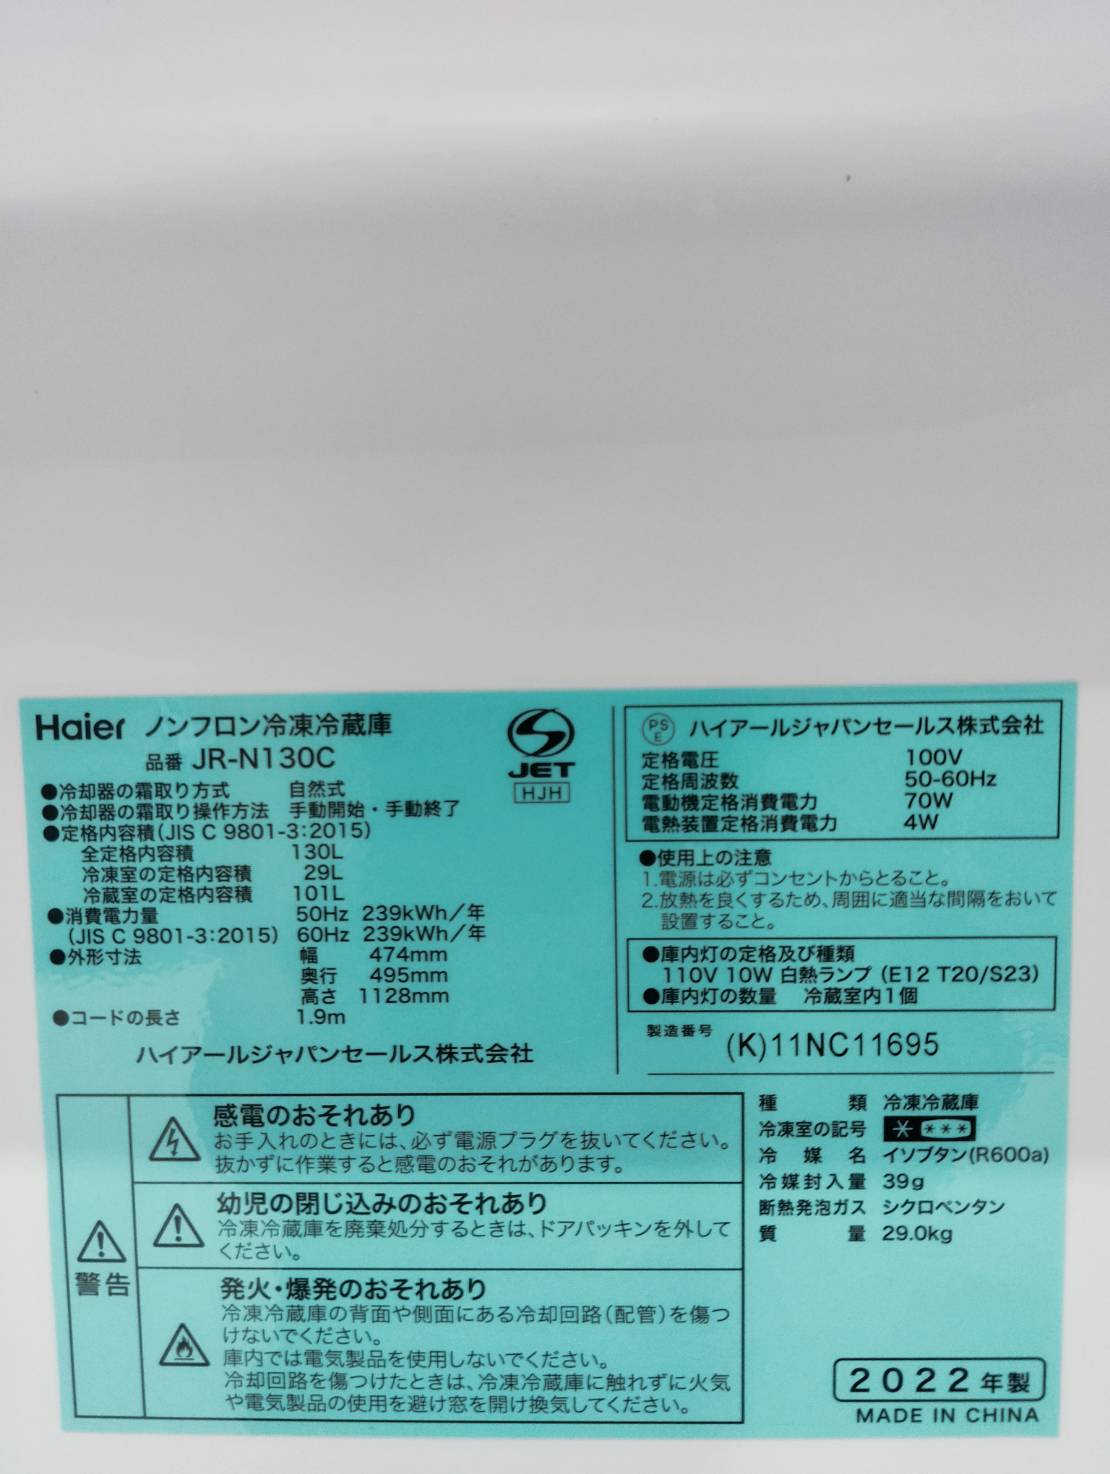 Haier ノンフロン冷凍冷蔵庫
品番 JR-N130C
JET
HJH
●冷却器の霜取り方式 自然式
●冷却器の霜取り操作方法 手動開始・手動終了
●定格内容積(JIS C 9801-3:2015)
全定格内容積 130L
冷凍室の定格内容積 29L
冷蔵室の定格内容積 101L
●消費電力量 50Hz 239kWh/年
(JIS C 9801-3:2015) 60Hz 239kWh/年
●外形寸法 幅 474mm
奥行 495mm
高さ 1128mm
●コードの長さ 1.9m
ハイアールジャパンセールス株式会社
PS
E
ハイアールジャパンセールス株式会社
定格電圧 100V
定格周波数 50-60Hz
電動機定格消費電力 70W
電熱装置定格消費電力 4W
●使用上の注意
1.電源は必ずコンセントからとること。
2.放熱を良くするため、周囲に適当な間隔をおいて
設置すること。
●庫内灯の定格及び種類
110V 10W 白熱ランプ (E12 T20/S23)
●庫内灯の数量 冷蔵室内1個
製造番号 (K)11NC11695
警告
感電のおそれあり
お手入れのときには、必ず電源プラグを抜いてください。
抜かずに作業すると感電のおそれがあります。
幼児の閉じ込みのおそれあり
冷凍冷蔵庫を廃棄処分するときは、ドアパッキンを外して
ください。
発火・爆発のおそれあり
冷凍冷蔵庫の背面や側面にある冷却回路(配管)を傷つ
けないでください。
庫内では電気製品を使用しないでください。
冷却回路を傷つけたときは、冷凍冷蔵庫に触れずに火気
や電気製品の使用を避け窓を開け換気してください。
種類 冷凍冷蔵庫
冷凍室の記号 * ***
冷媒名 イソブタン(R600a)
冷媒封入量 39g
断熱発泡ガス シクロペンタン
質量 29.0kg
2022年製
MADE IN CHINA